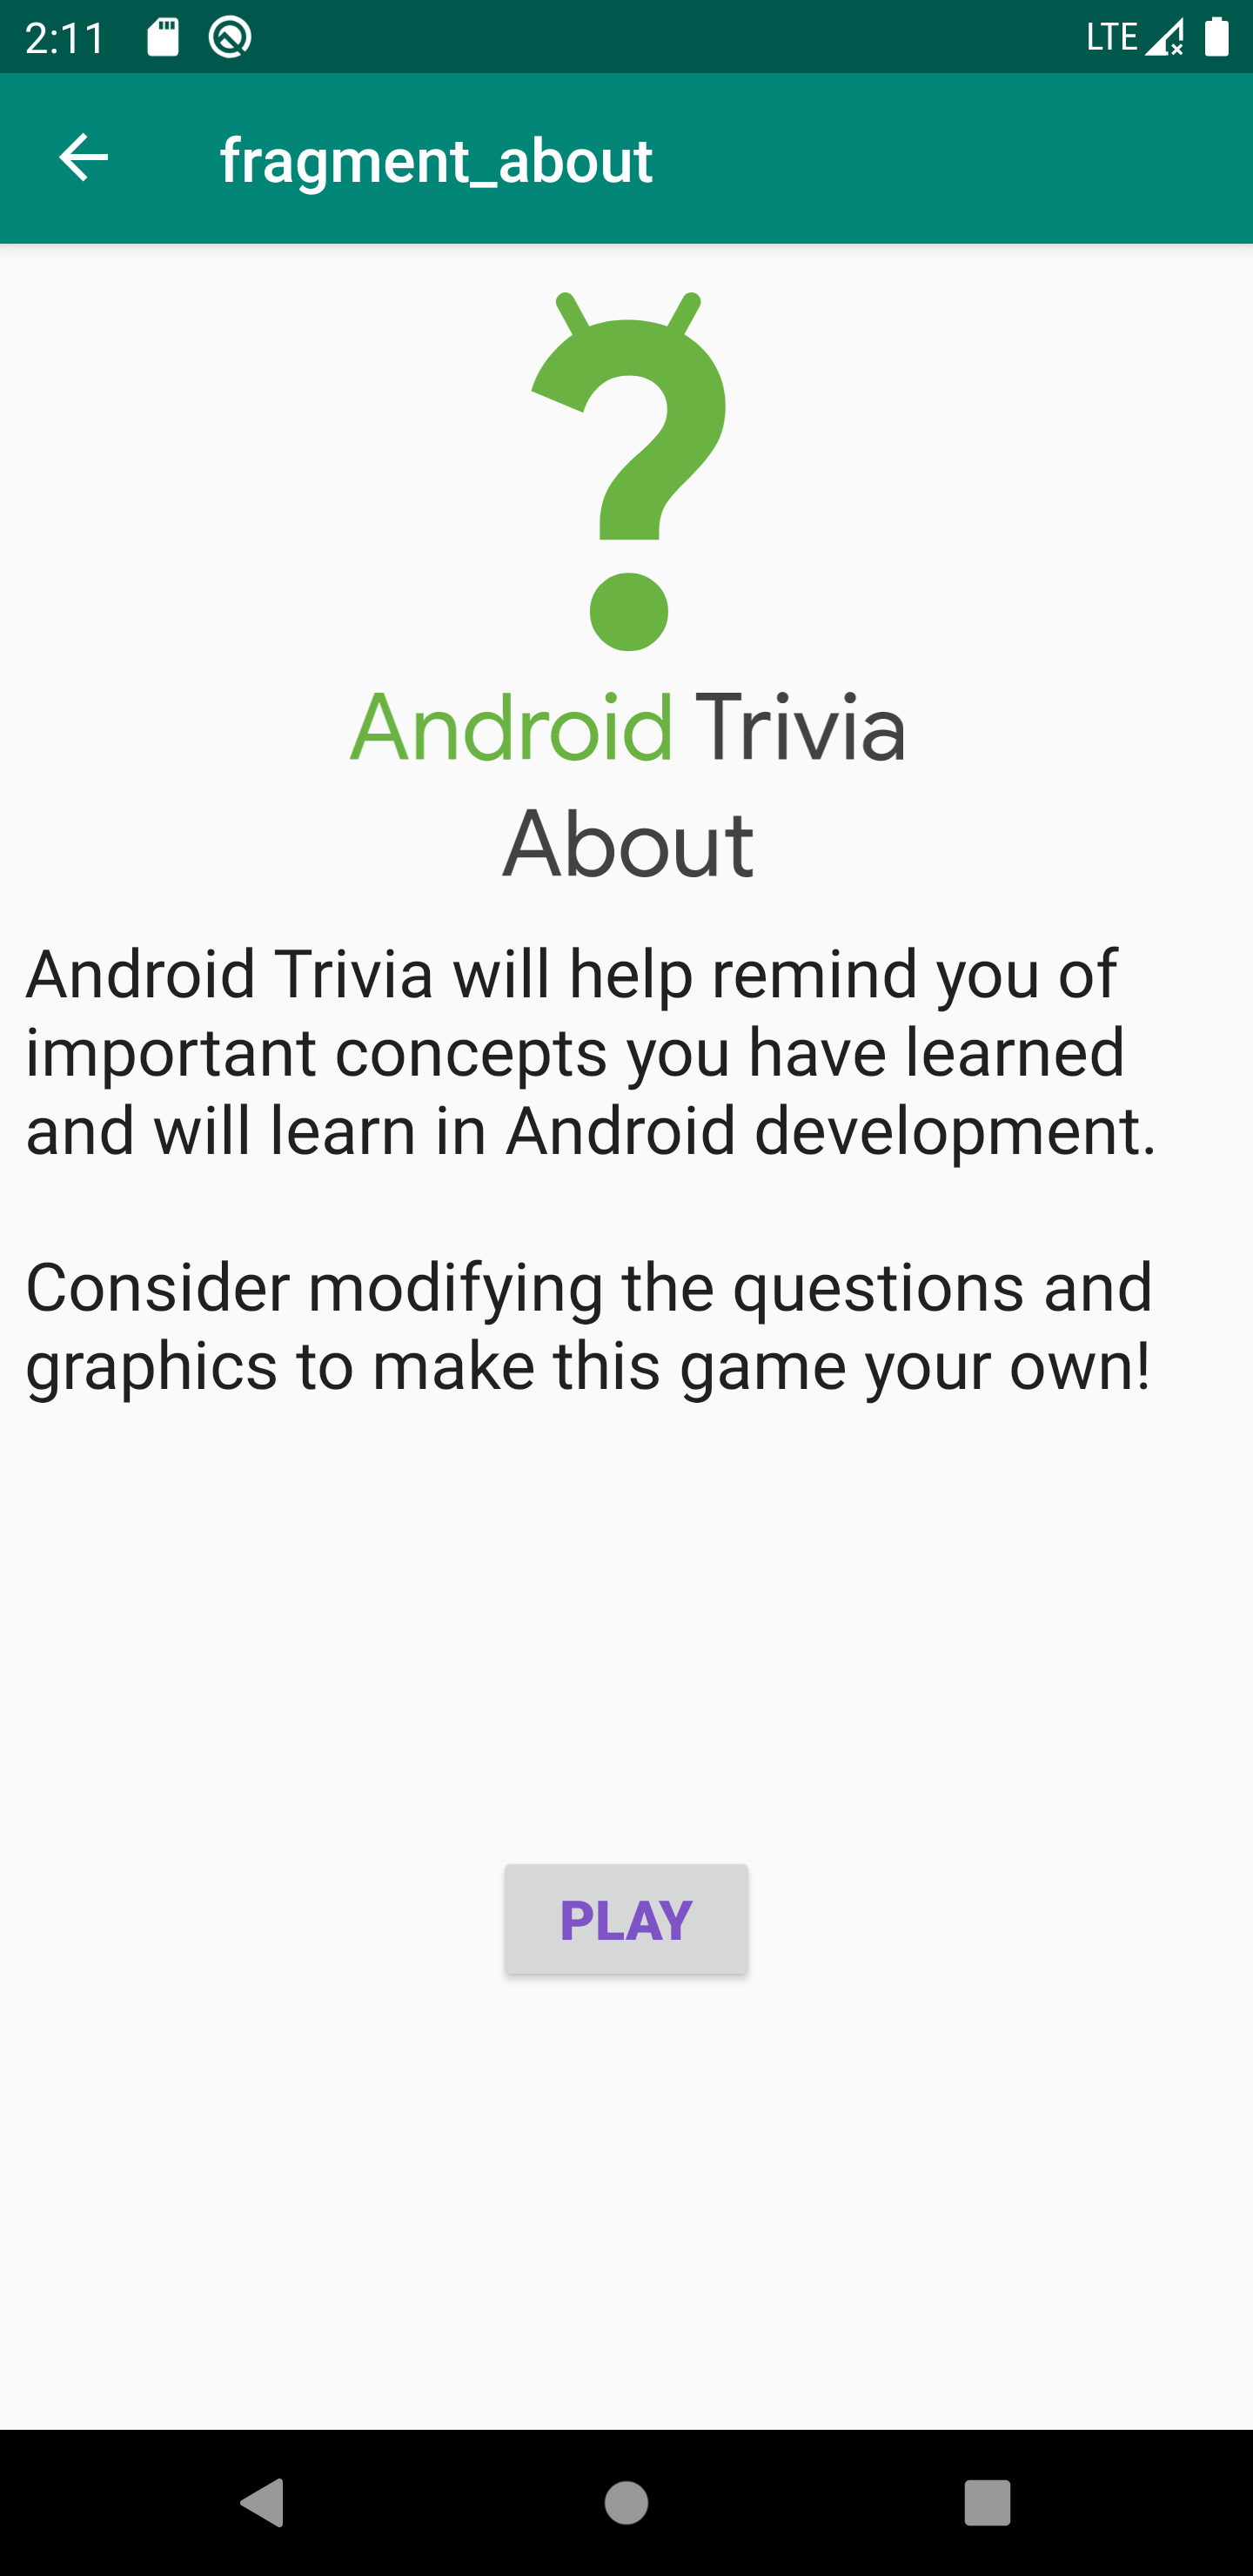 2:11 LTE
fragment_about
Android Trivia
About
Android Trivia will help remind you of
important concepts you have learned
and will learn in Android development.
Consider modifying the questions and
graphics to make this game your own!
PLAY